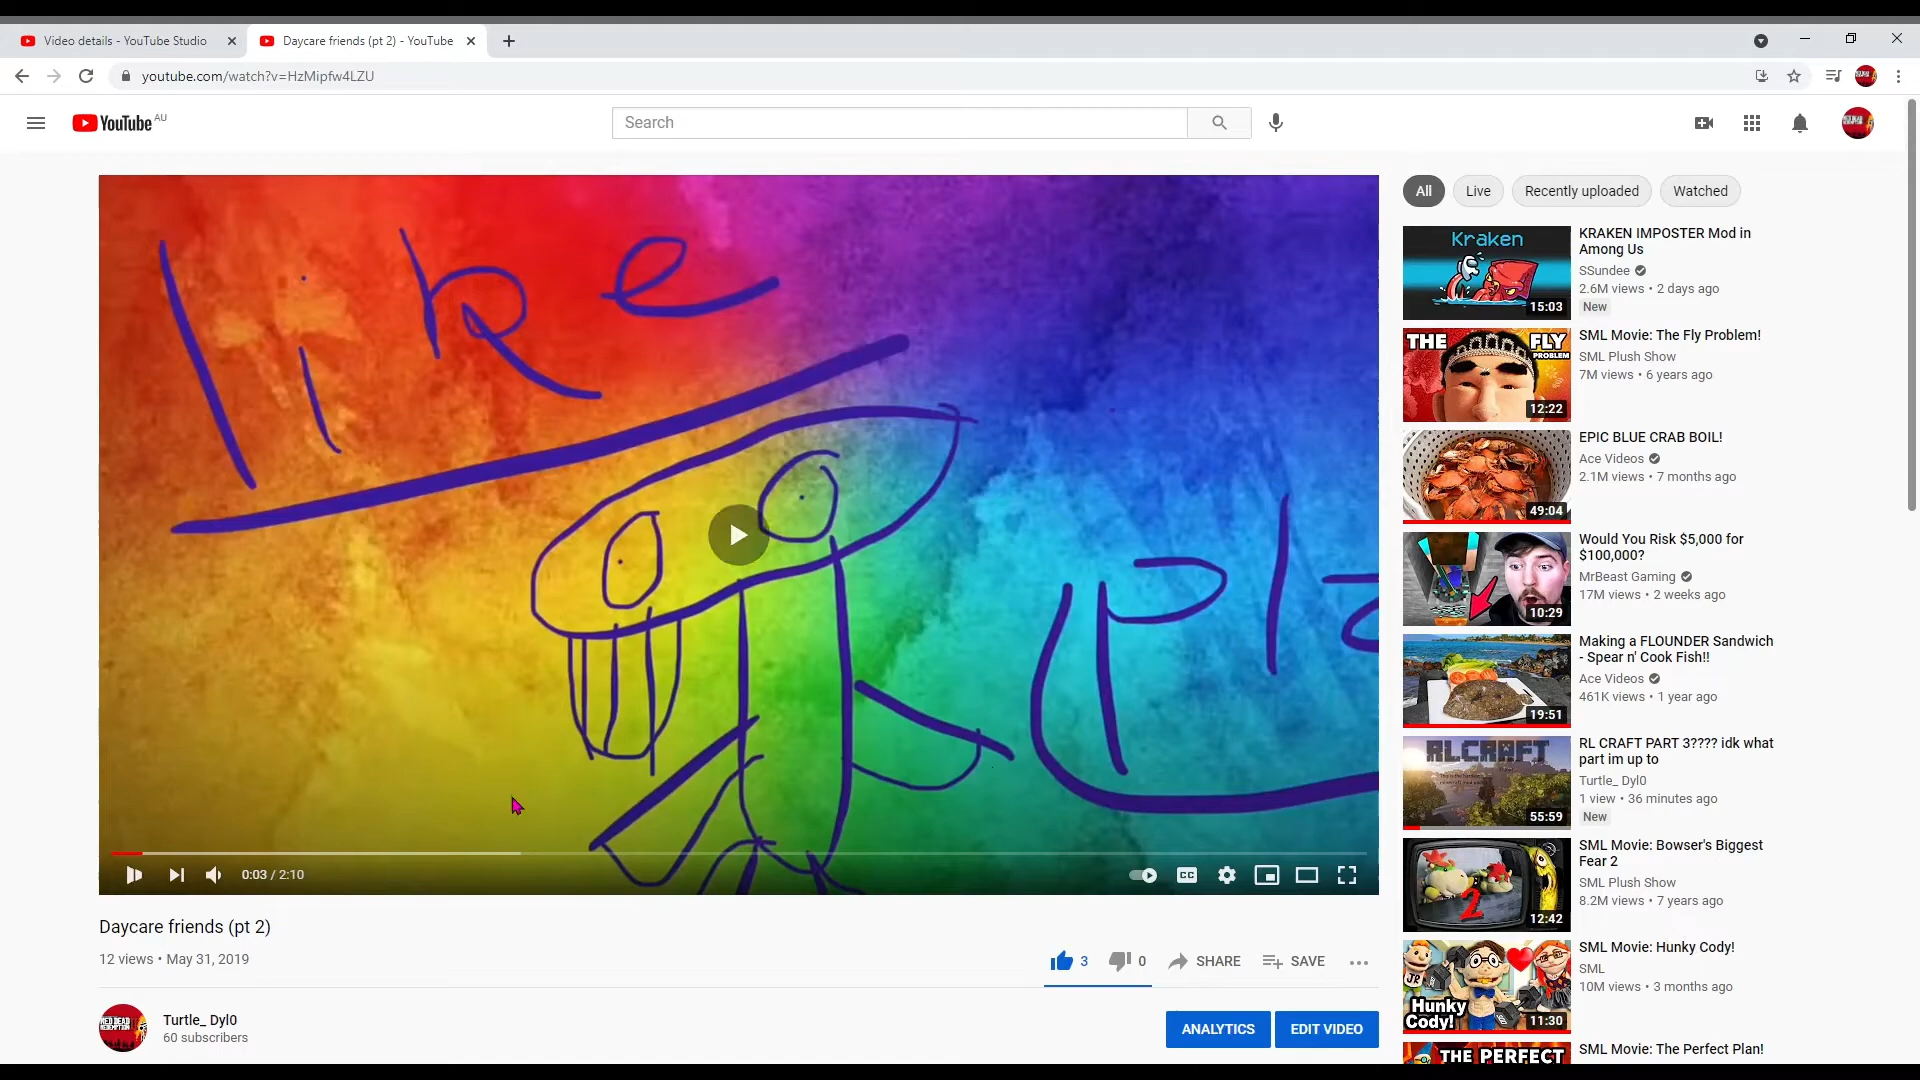 Video details - YouTube Studio
Daycare friends (pt 2) - YouTube
youtube.com/watch?v=HzMipfw4LZU
YouTube AU
Search
like
0:03 / 2:10
CC
Daycare friends (pt 2)
12 views • May 31, 2019
3
0
SHARE
SAVE
Turtle_ Dyl0
60 subscribers
ANALYTICS
EDIT VIDEO
All
Live
Recently uploaded
Watched
Kraken
15:03
KRAKEN IMPOSTER Mod in
Among Us
SSundee
2.6M views • 2 days ago
New
THE FLY
PROBLEM
12:22
SML Movie: The Fly Problem!
SML Plush Show
7M views • 6 years ago
49:04
EPIC BLUE CRAB BOIL!
Ace Videos
2.1M views • 7 months ago
10:29
Would You Risk $5,000 for
$100,000?
MrBeast Gaming
17M views • 2 weeks ago
19:51
Making a FLOUNDER Sandwich
- Spear n' Cook Fish!!
Ace Videos
461K views • 1 year ago
RLCRAFT
55:59
RL CRAFT PART 3???? idk what
part im up to
Turtle_ Dyl0
1 view • 36 minutes ago
New
2
12:42
SML Movie: Bowser's Biggest
Fear 2
SML Plush Show
8.2M views • 7 years ago
Hunky
Cody!
11:30
SML Movie: Hunky Cody!
SML
10M views • 3 months ago
THE PERFECT
SML Movie: The Perfect Plan!